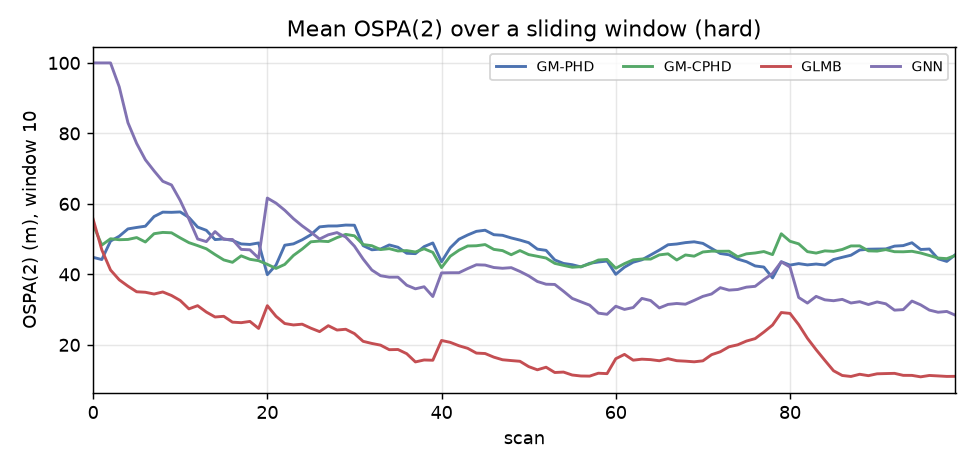 Mean OSPA(2) over a sliding window (hard)
GM-PHD GM-CPHD GLMB GNN
OSPA(2) (m), window 10
100
80
60
40
20
0 20 40 60 80
scan